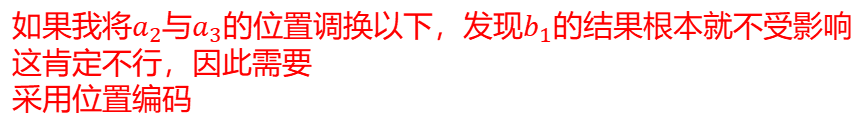 如果我将a₂与a₃的位置调换以下，发现b₁的结果根本就不受影响
这肯定不行，因此需要
采用位置编码